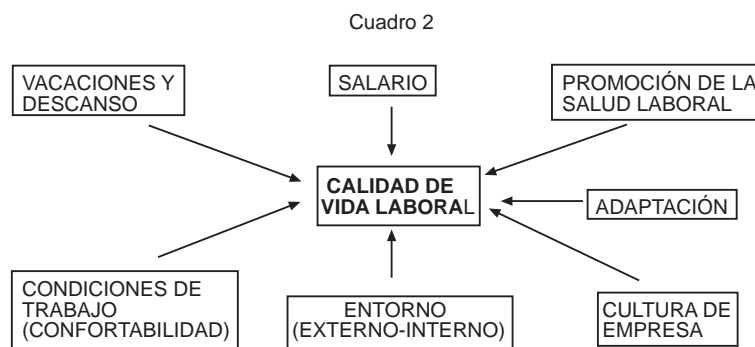 Cuadro 2
VACACIONES Y
DESCANSO
SALARIO
PROMOCIÓN DE LA
SALUD LABORAL
CALIDAD DE
VIDA LABORAL
ADAPTACIÓN
CONDICIONES DE
TRABAJO
(CONFORTABILIDAD)
ENTORNO
(EXTERNO-INTERNO)
CULTURA DE
EMPRESA